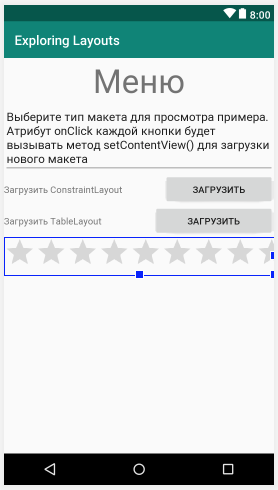 8:00
Exploring Layouts
Меню
Выберите тип макета для просмотра примера.
Атрибут onClick каждой кнопки будет
вызывать метод setContentView() для загрузки
нового макета
Загрузить ConstraintLayout ЗАГРУЗИТЬ
Загрузить TableLayout ЗАГРУЗИТЬ